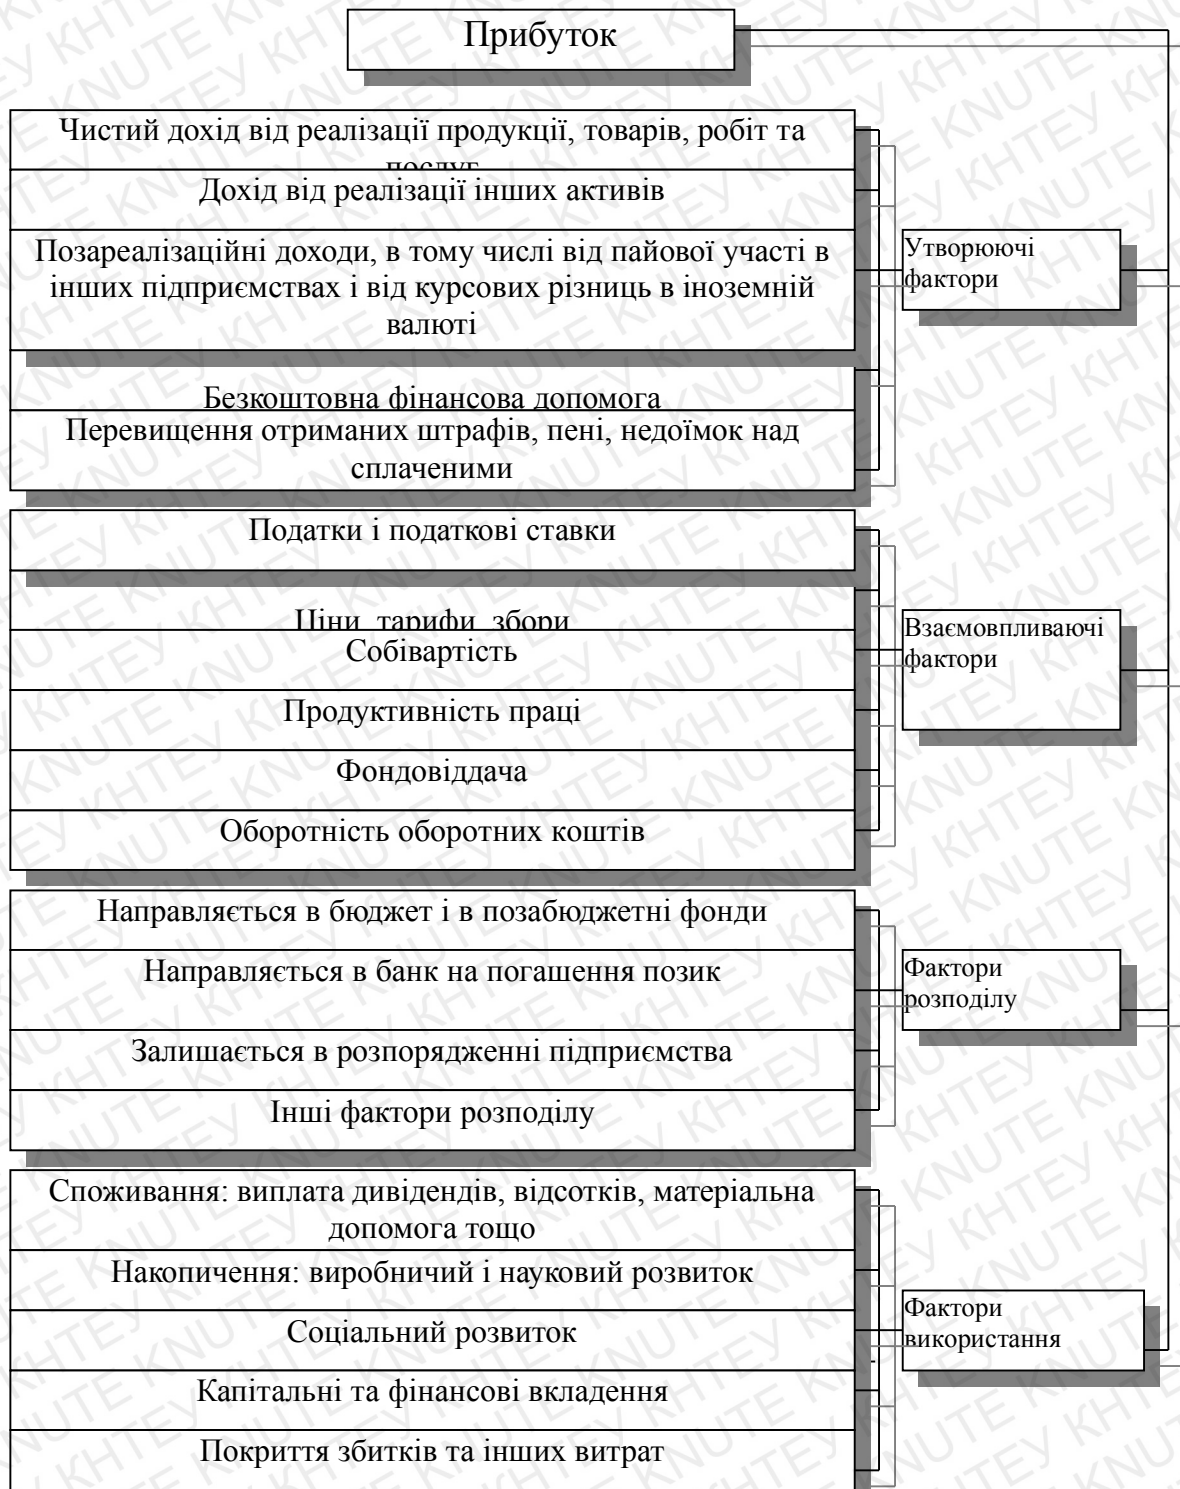 Прибуток
Чистий дохід від реалізації продукції, товарів, робіт та
послуг
Дохід від реалізації інших активів
Позареалізаційні доходи, в тому числі від пайової участі в
інших підприємствах і від курсових різниць в іноземній
валюті
Безкоштовна фінансова допомога
Перевищення отриманих штрафів, пені, недоїмок над
сплаченими
Утворюючі
фактори
Податки і податкові ставки
Ціни, тарифи, збори
Собівартість
Продуктивність праці
Фондовіддача
Оборотність оборотних коштів
Взаємовпливаючі
фактори
Направляється в бюджет і в позабюджетні фонди
Направляється в банк на погашення позик
Залишається в розпорядженні підприємства
Інші фактори розподілу
Фактори
розподілу
Споживання: виплата дивідендів, відсотків, матеріальна
допомога тощо
Накопичення: виробничий і науковий розвиток
Соціальний розвиток
Капітальні та фінансові вкладення
Покриття збитків та інших витрат
Фактори
використання